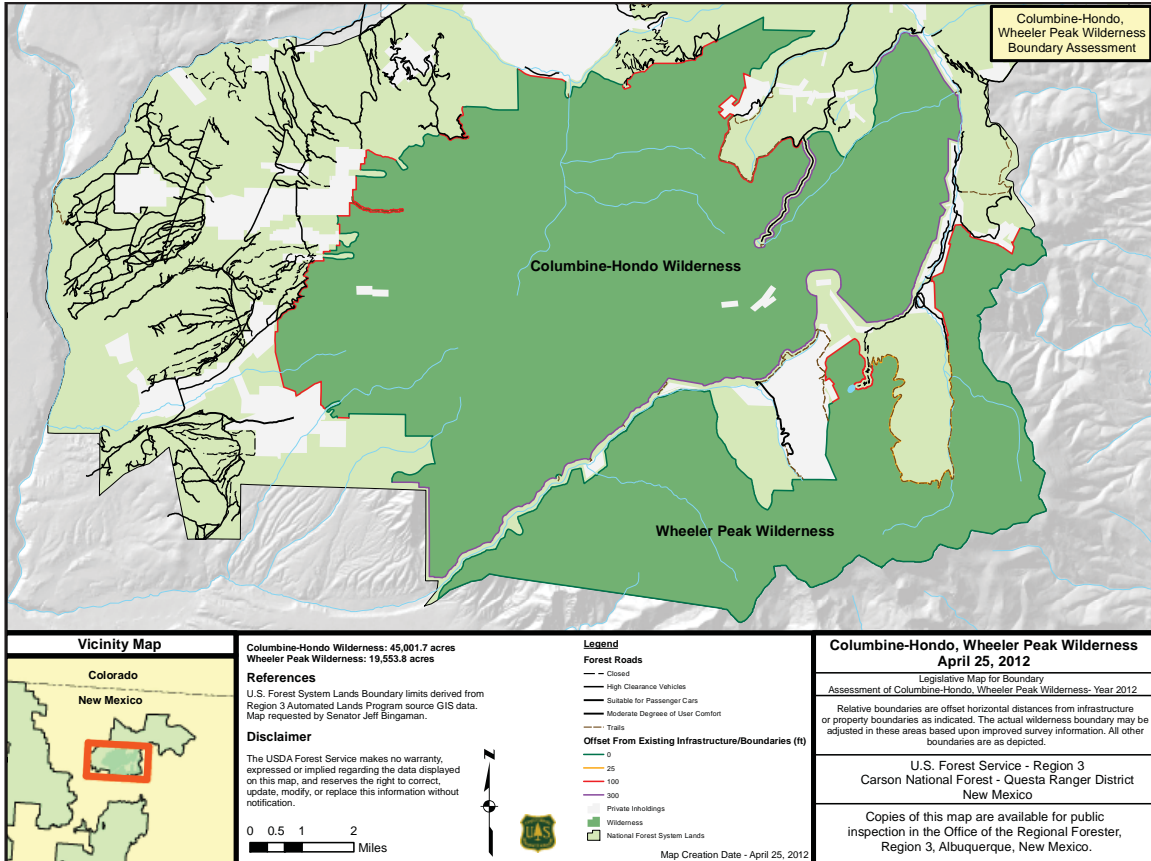 Columbine-Hondo,
Wheeler Peak Wilderness
Boundary Assessment
Columbine-Hondo Wilderness
Wheeler Peak Wilderness
Vicinity Map
Colorado
New Mexico
Columbine-Hondo Wilderness: 45,001.7 acres
Wheeler Peak Wilderness: 19,553.8 acres
References
U.S. Forest System Lands Boundary limits derived from
Region 3 Automated Lands Program source GIS data.
Map requested by Senator Jeff Bingaman.
Disclaimer
The USDA Forest Service makes no warranty,
expressed or implied regarding the data displayed
on this map, and reserves the right to correct,
update, modify, or replace this information without
notification.
0 0.5 1 2
Miles
N
U S
Legend
Forest Roads
Closed
High Clearance Vehicles
Suitable for Passenger Cars
Moderate Degreee of User Comfort
Trails
Offset From Existing Infrastructure/Boundaries (ft)
0
25
100
300
Private Inholdings
Wilderness
National Forest System Lands
Map Creation Date - April 25, 2012
Columbine-Hondo, Wheeler Peak Wilderness
April 25, 2012
Legislative Map for Boundary
Assessment of Columbine-Hondo, Wheeler Peak Wilderness- Year 2012
Relative boundaries are offset horizontal distances from infrastructure
or property boundaries as indicated. The actual wilderness boundary may be
adjusted in these areas based upon improved survey information. All other
boundaries are as depicted.
U.S. Forest Service - Region 3
Carson National Forest - Questa Ranger District
New Mexico
Copies of this map are available for public
inspection in the Office of the Regional Forester,
Region 3, Albuquerque, New Mexico.